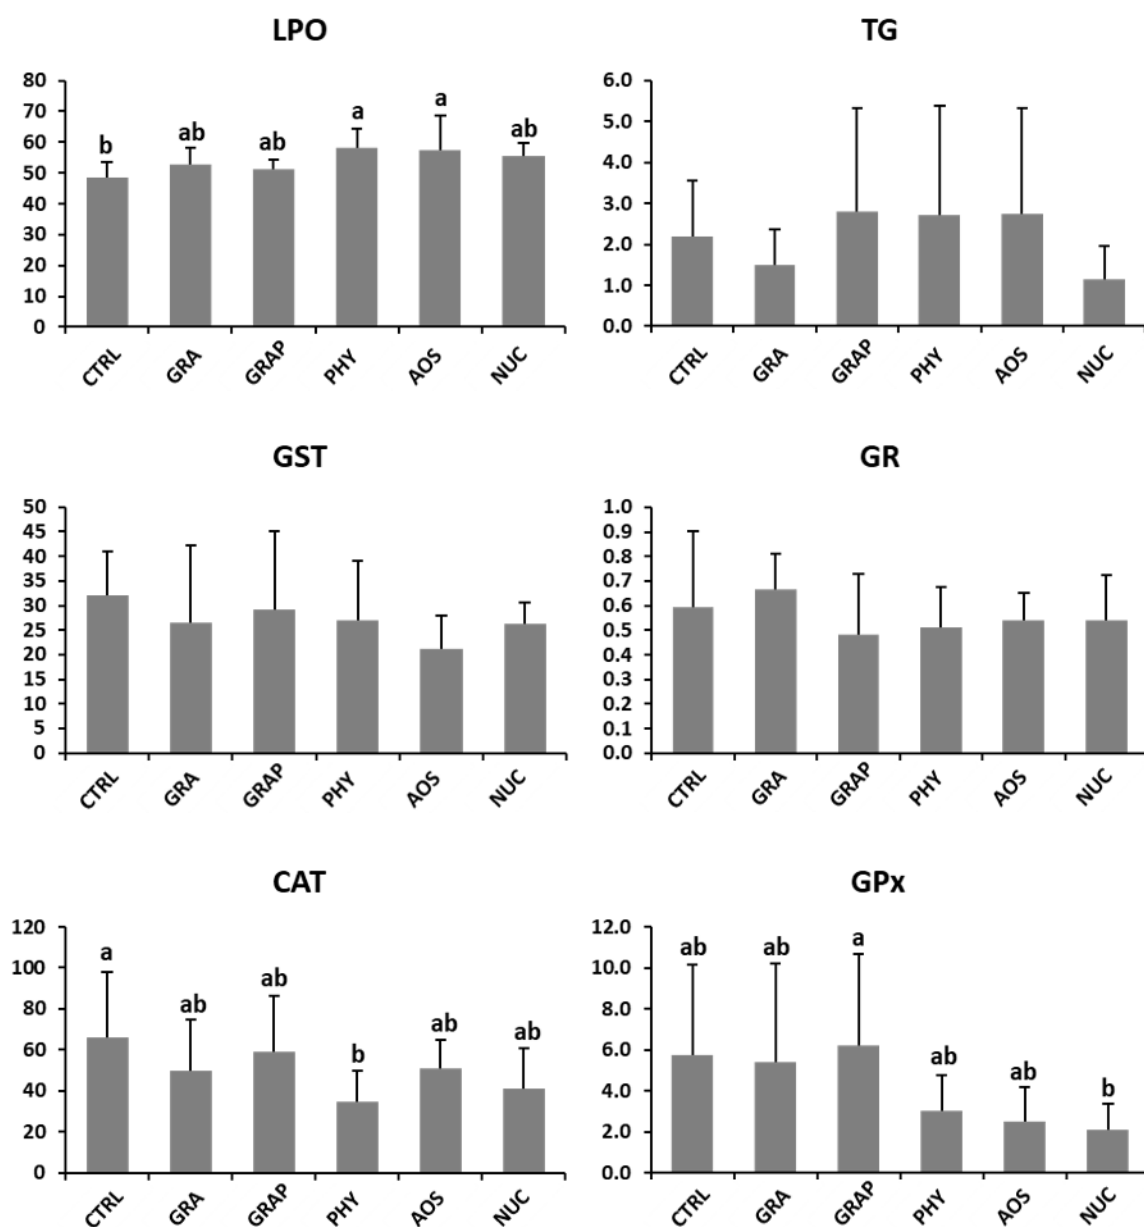 LPO
80
70
60
50
40
30
20
10
0
b
ab
ab
a
a
ab
CTRL
GRA
GRAP
PHY
AOS
NUC
TG
6.0
5.0
4.0
3.0
2.0
1.0
0.0
CTRL
GRA
GRAP
PHY
AOS
NUC
GST
50
45
40
35
30
25
20
15
10
5
0
CTRL
GRA
GRAP
PHY
AOS
NUC
GR
1.0
0.9
0.8
0.7
0.6
0.5
0.4
0.3
0.2
0.1
0.0
CTRL
GRA
GRAP
PHY
AOS
NUC
CAT
120
100
80
60
40
20
0
a
ab
ab
b
ab
ab
CTRL
GRA
GRAP
PHY
AOS
NUC
GPx
12.0
10.0
8.0
6.0
4.0
2.0
0.0
ab
ab
a
ab
ab
b
CTRL
GRA
GRAP
PHY
AOS
NUC